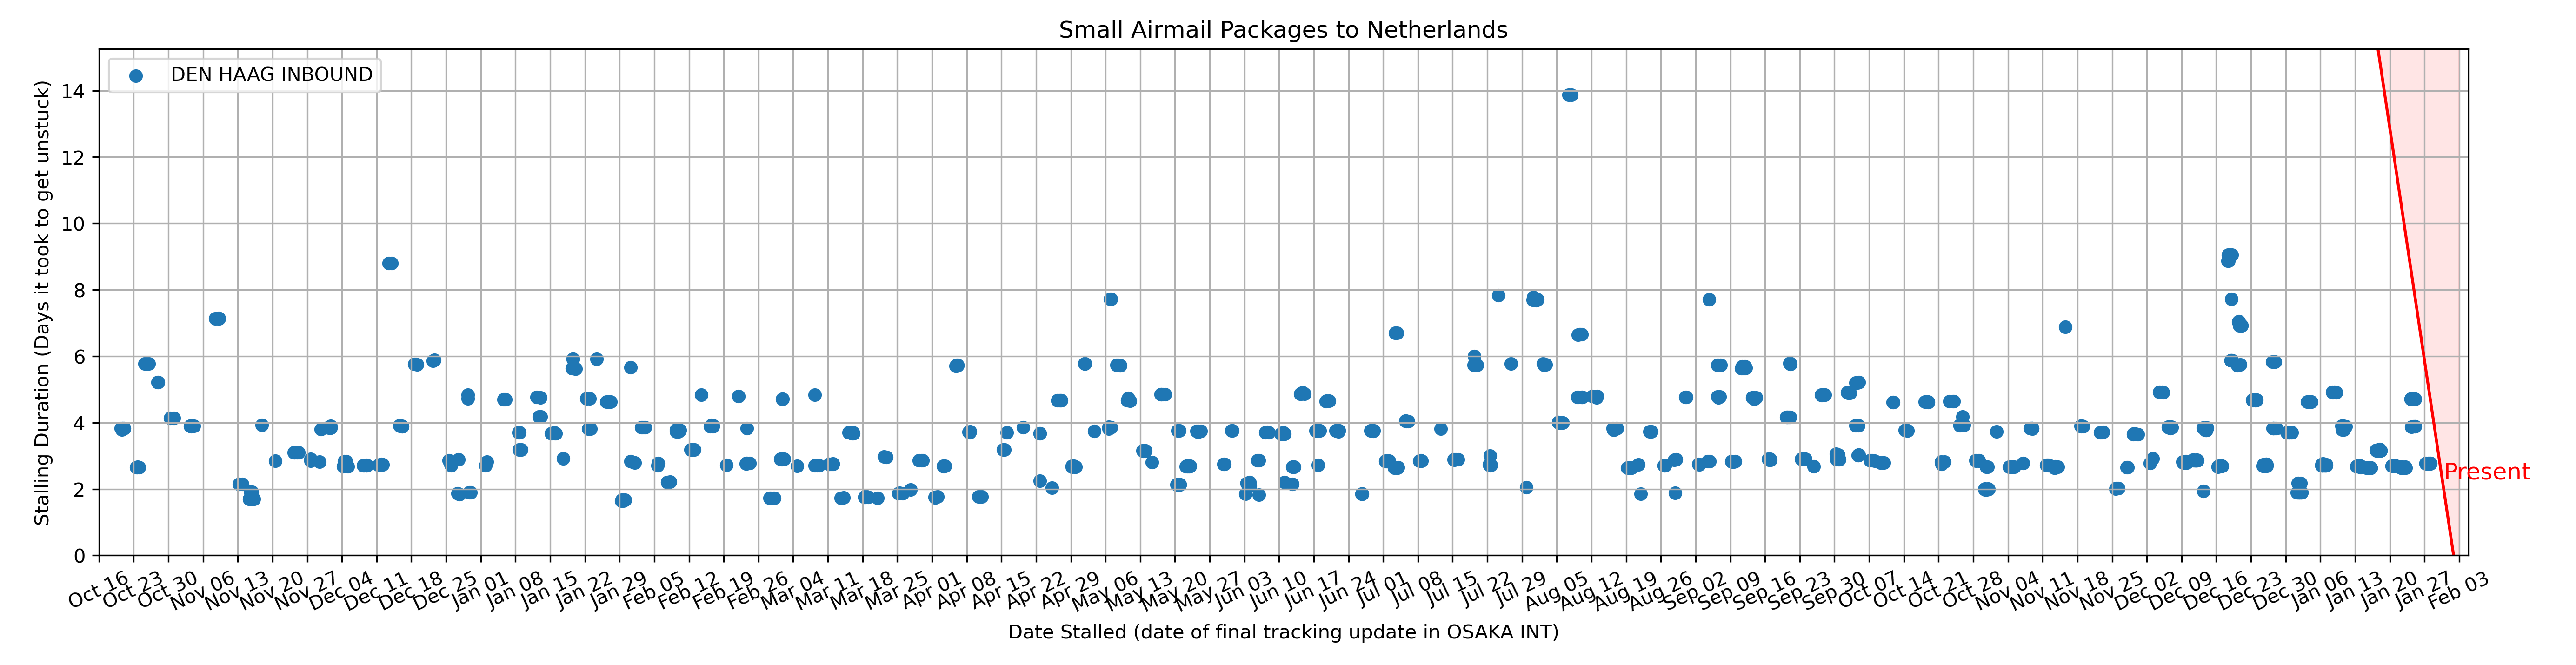 Small Airmail Packages to Netherlands
DEN HAAG INBOUND
Stalling Duration (Days it took to get unstuck)
14
12
10
8
6
4
2
0
Present
Oct 16
Oct 23
Oct 30
Nov 06
Nov 13
Nov 20
Nov 27
Dec 04
Dec 11
Dec 18
Dec 25
Jan 01
Jan 08
Jan 15
Jan 22
Jan 29
Feb 05
Feb 12
Feb 19
Feb 26
Mar 04
Mar 11
Mar 18
Mar 25
Apr 01
Apr 08
Apr 15
Apr 22
Apr 29
May 06
May 13
May 20
May 27
Jun 03
Jun 10
Jun 17
Jun 24
Jul 01
Jul 08
Jul 15
Jul 22
Jul 29
Aug 05
Aug 12
Aug 19
Aug 26
Sep 02
Sep 09
Sep 16
Sep 23
Sep 30
Oct 07
Oct 14
Oct 21
Oct 28
Nov 04
Nov 11
Nov 18
Nov 25
Dec 02
Dec 09
Dec 16
Dec 23
Dec 30
Jan 06
Jan 13
Jan 20
Jan 27
Feb 03
Date Stalled (date of final tracking update in OSAKA INT)